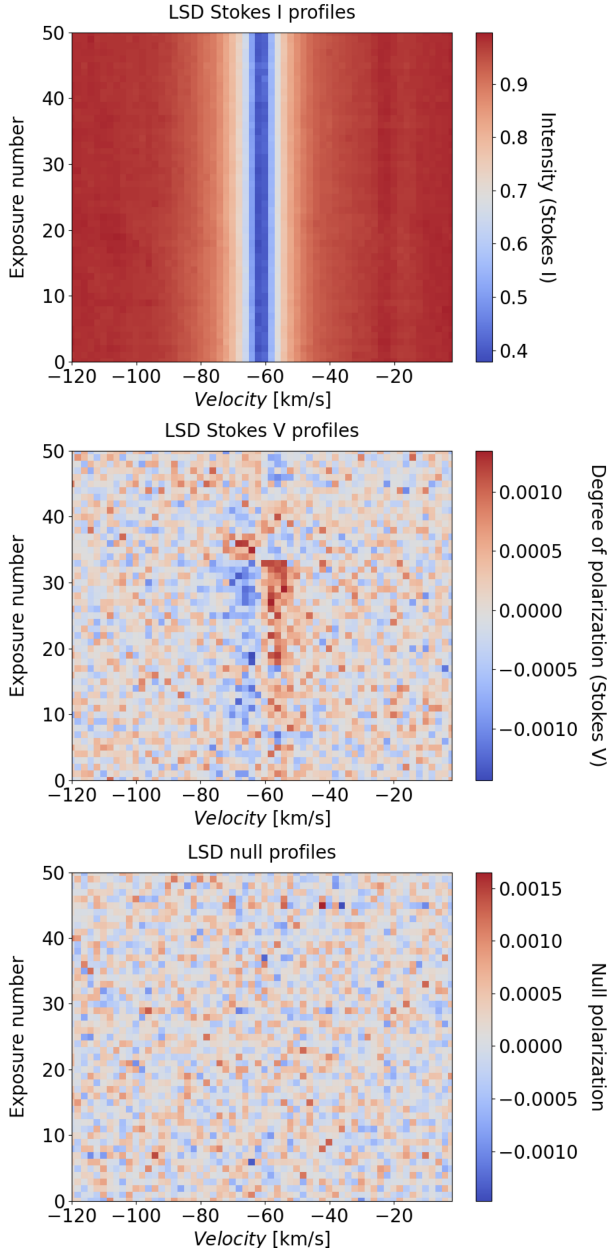 LSD Stokes I profiles
50
40
30
20
10
0
Exposure number
−120 −100 −80 −60 −40 −20
Velocity [km/s]
0.9
0.8
0.7
0.6
0.5
0.4
Intensity (Stokes I)
LSD Stokes V profiles
50
40
30
20
10
0
Exposure number
−120 −100 −80 −60 −40 −20
Velocity [km/s]
0.0010
0.0005
0.0000
−0.0005
−0.0010
Degree of polarization (Stokes V)
LSD null profiles
50
40
30
20
10
0
Exposure number
−120 −100 −80 −60 −40 −20
Velocity [km/s]
0.0015
0.0010
0.0005
0.0000
−0.0005
−0.0010
Null polarization